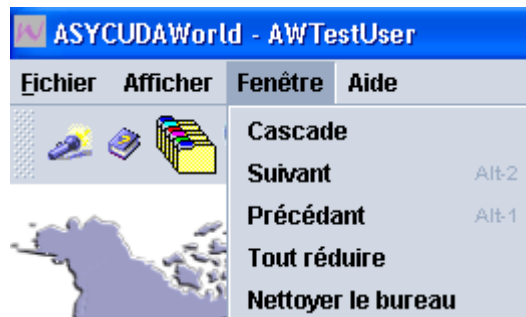 ASYCUDAWorld - AWTestUser
Fichier Afficher Fenêtre Aide
Cascade
Suivant Alt-2
Précédant Alt-1
Tout réduire
Nettoyer le bureau